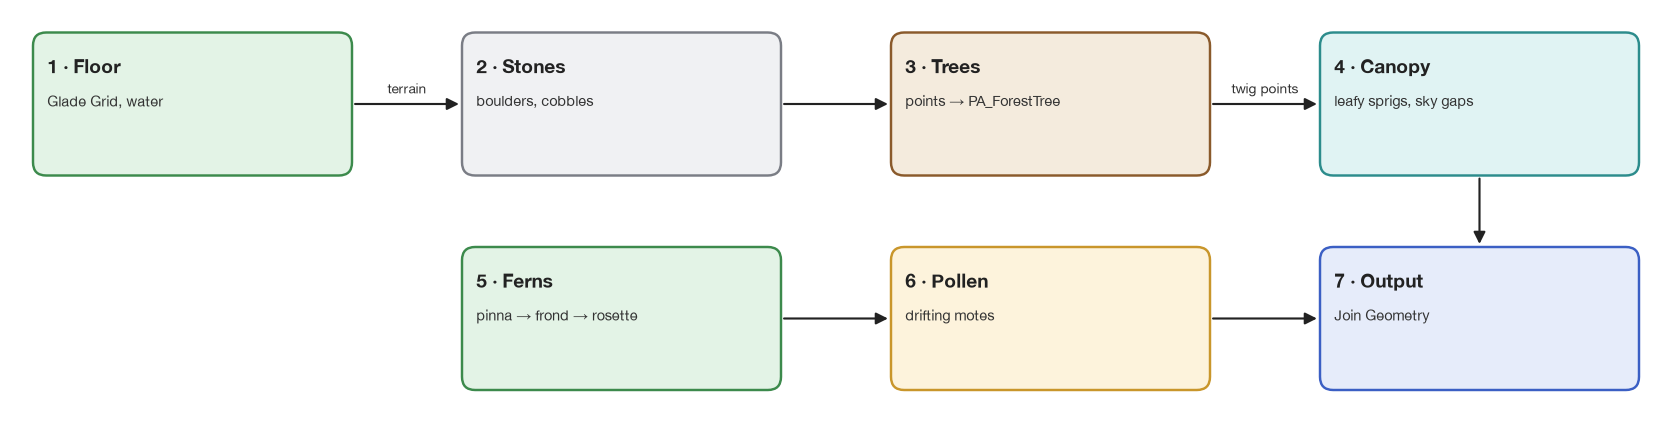 1 · Floor
Glade Grid, water
terrain
2 · Stones
boulders, cobbles
3 · Trees
points → PA_ForestTree
twig points
4 · Canopy
leafy sprigs, sky gaps
5 · Ferns
pinna → frond → rosette
6 · Pollen
drifting motes
7 · Output
Join Geometry